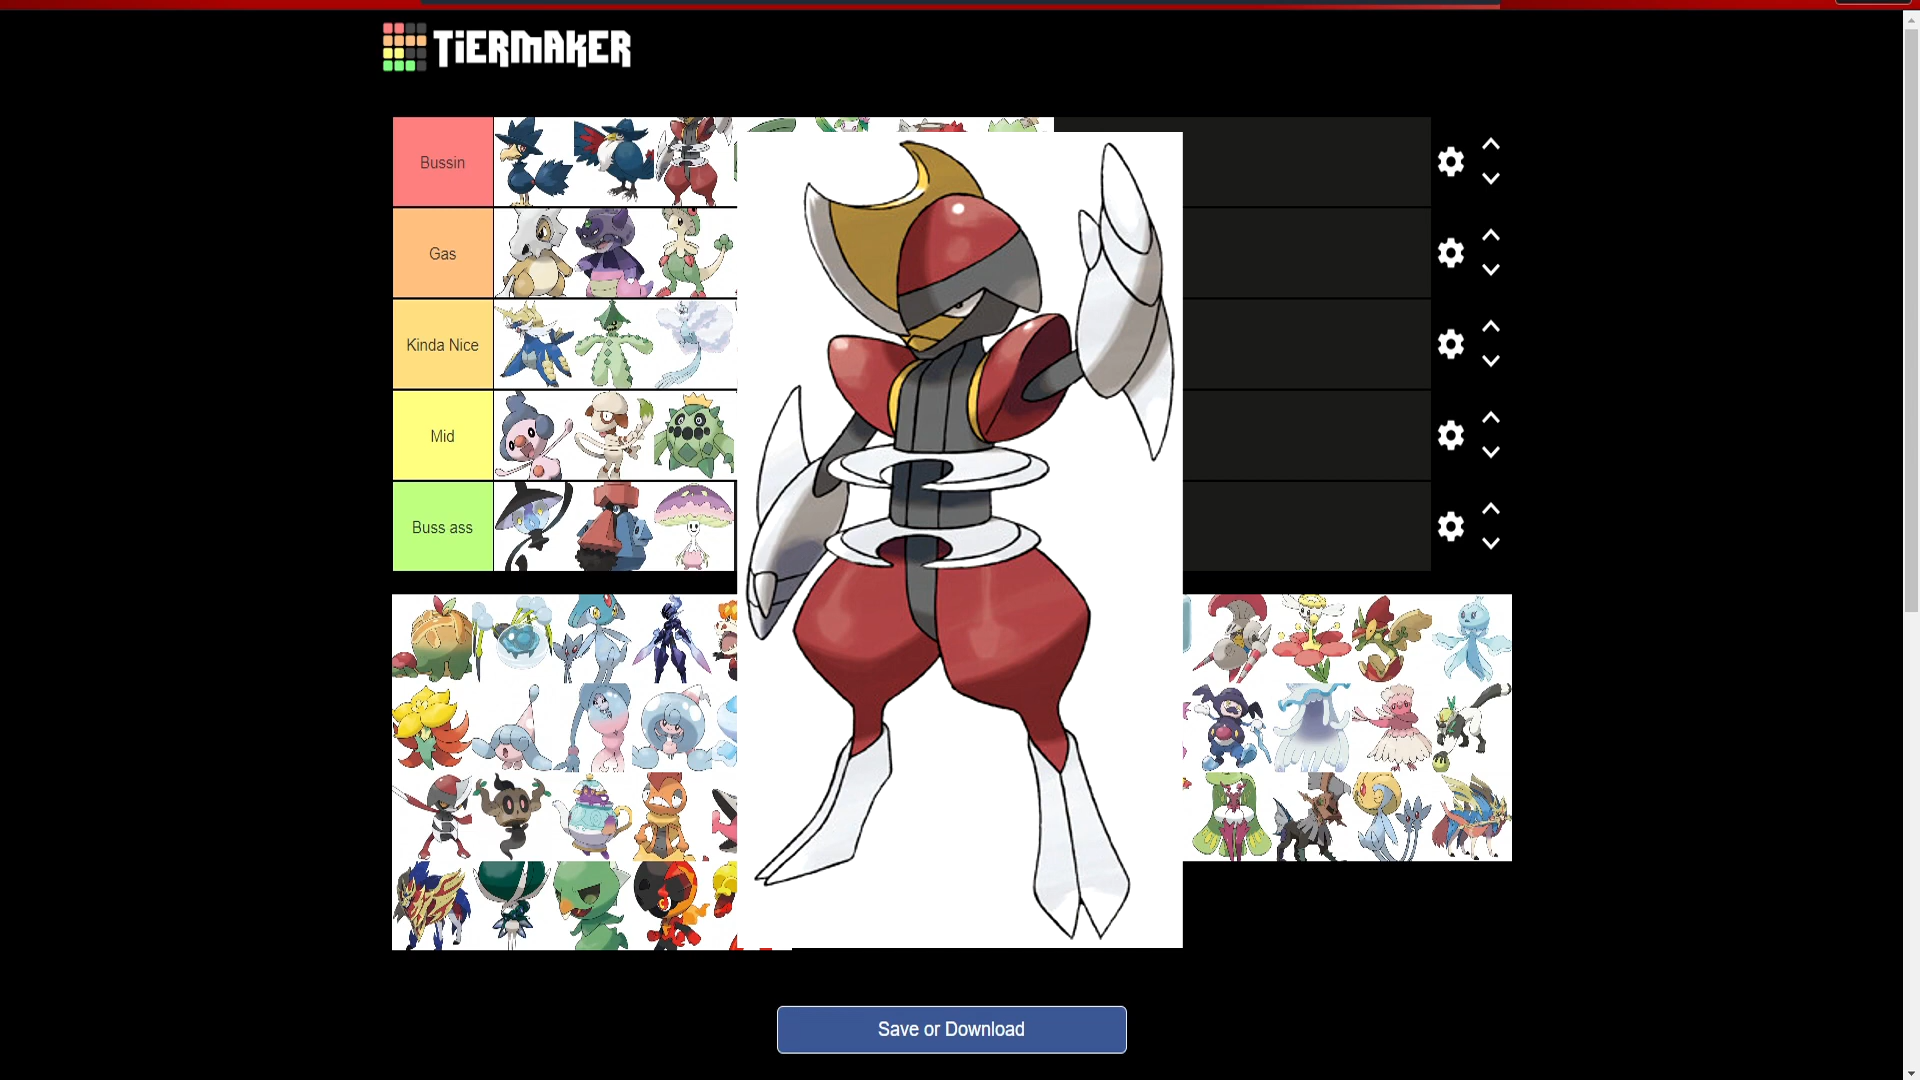 TiERMAKER
Bussin
Gas
Kinda Nice
Mid
Buss ass
Save or Download